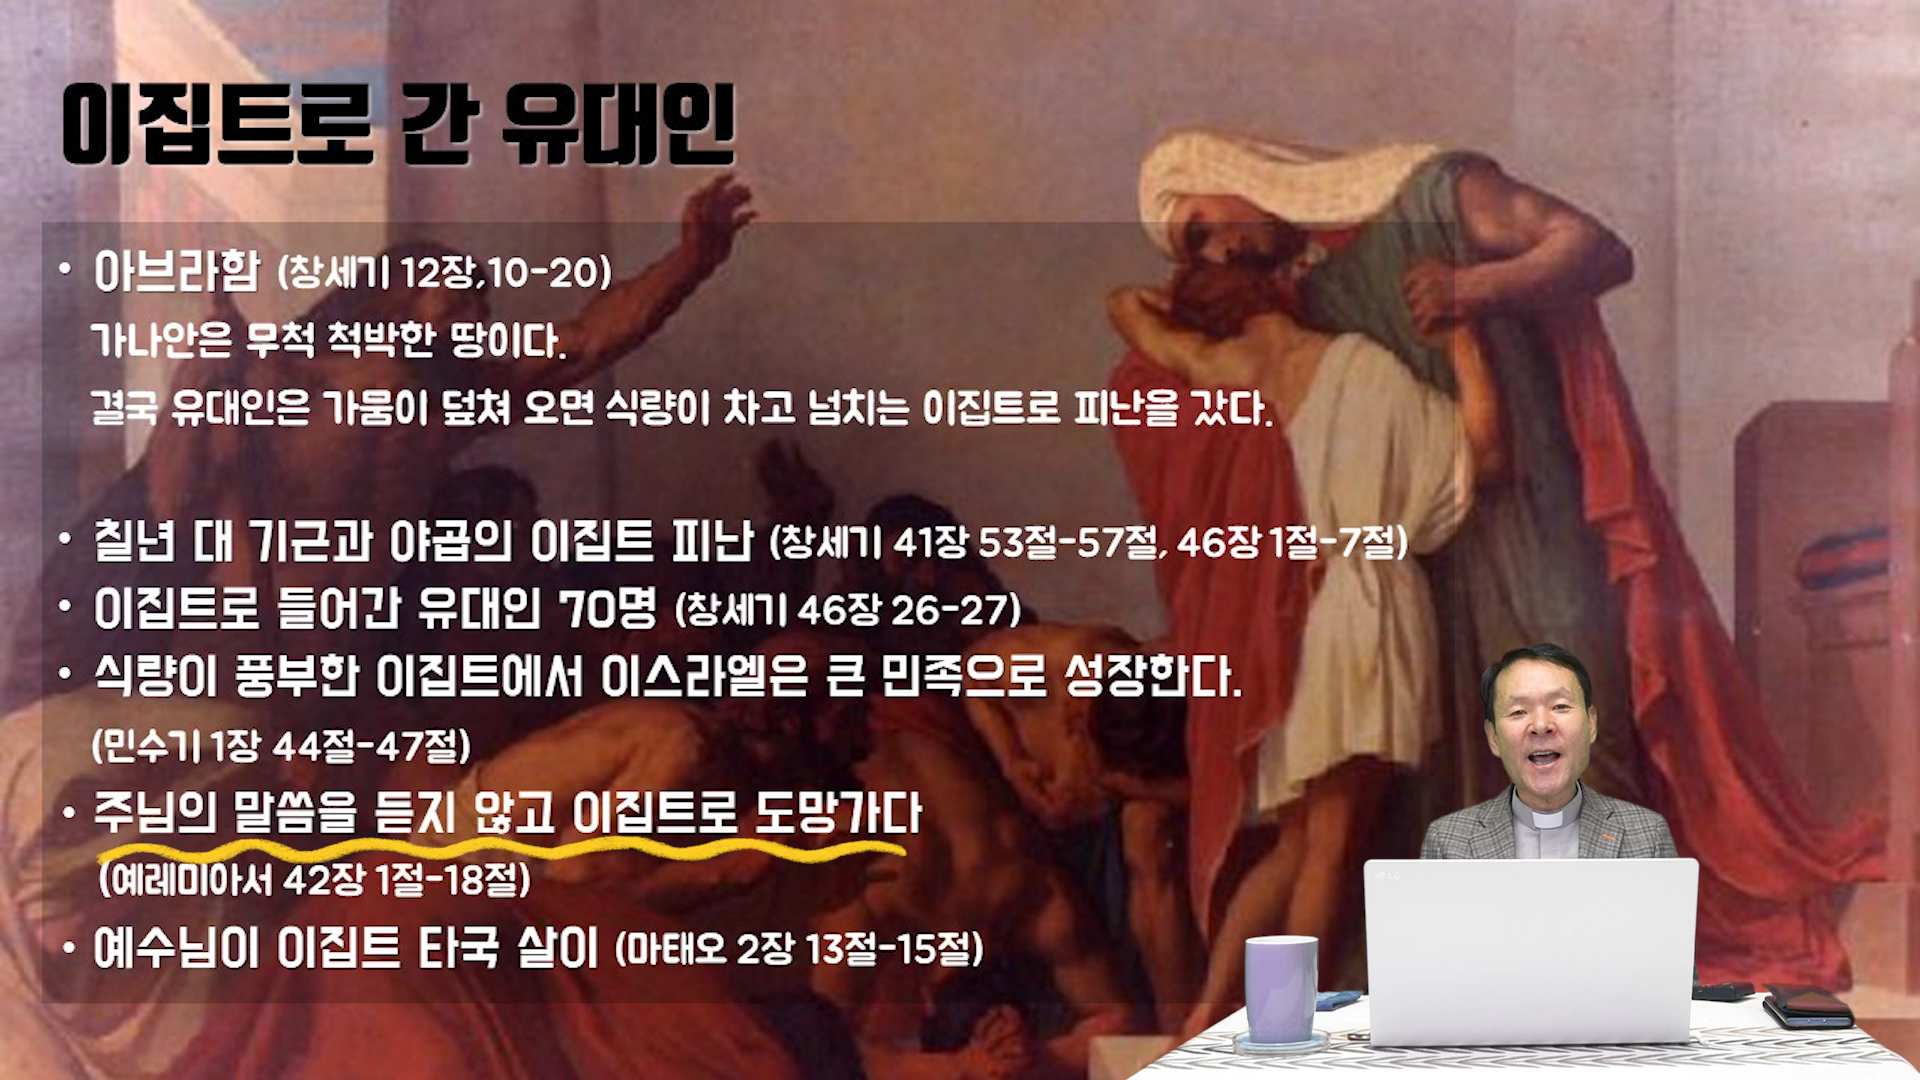 이집트로 간 유대인
• 아브라함 (창세기 12장,10-20)
가나안은 무척 척박한 땅이다.
결국 유대인은 가뭄이 덮쳐 오면 식량이 차고 넘치는 이집트로 피난을 갔다.
• 칠년 대 기근과 야곱의 이집트 피난 (창세기 41장 53절-57절, 46장 1절-7절)
• 이집트로 들어간 유대인 70명 (창세기 46장 26-27)
• 식량이 풍부한 이집트에서 이스라엘은 큰 민족으로 성장한다.
(민수기 1장 44절-47절)
• 주님의 말씀을 듣지 않고 이집트로 도망가다
(예레미아서 42장 1절-18절)
• 예수님이 이집트 타국 살이 (마태오 2장 13절-15절)
LG